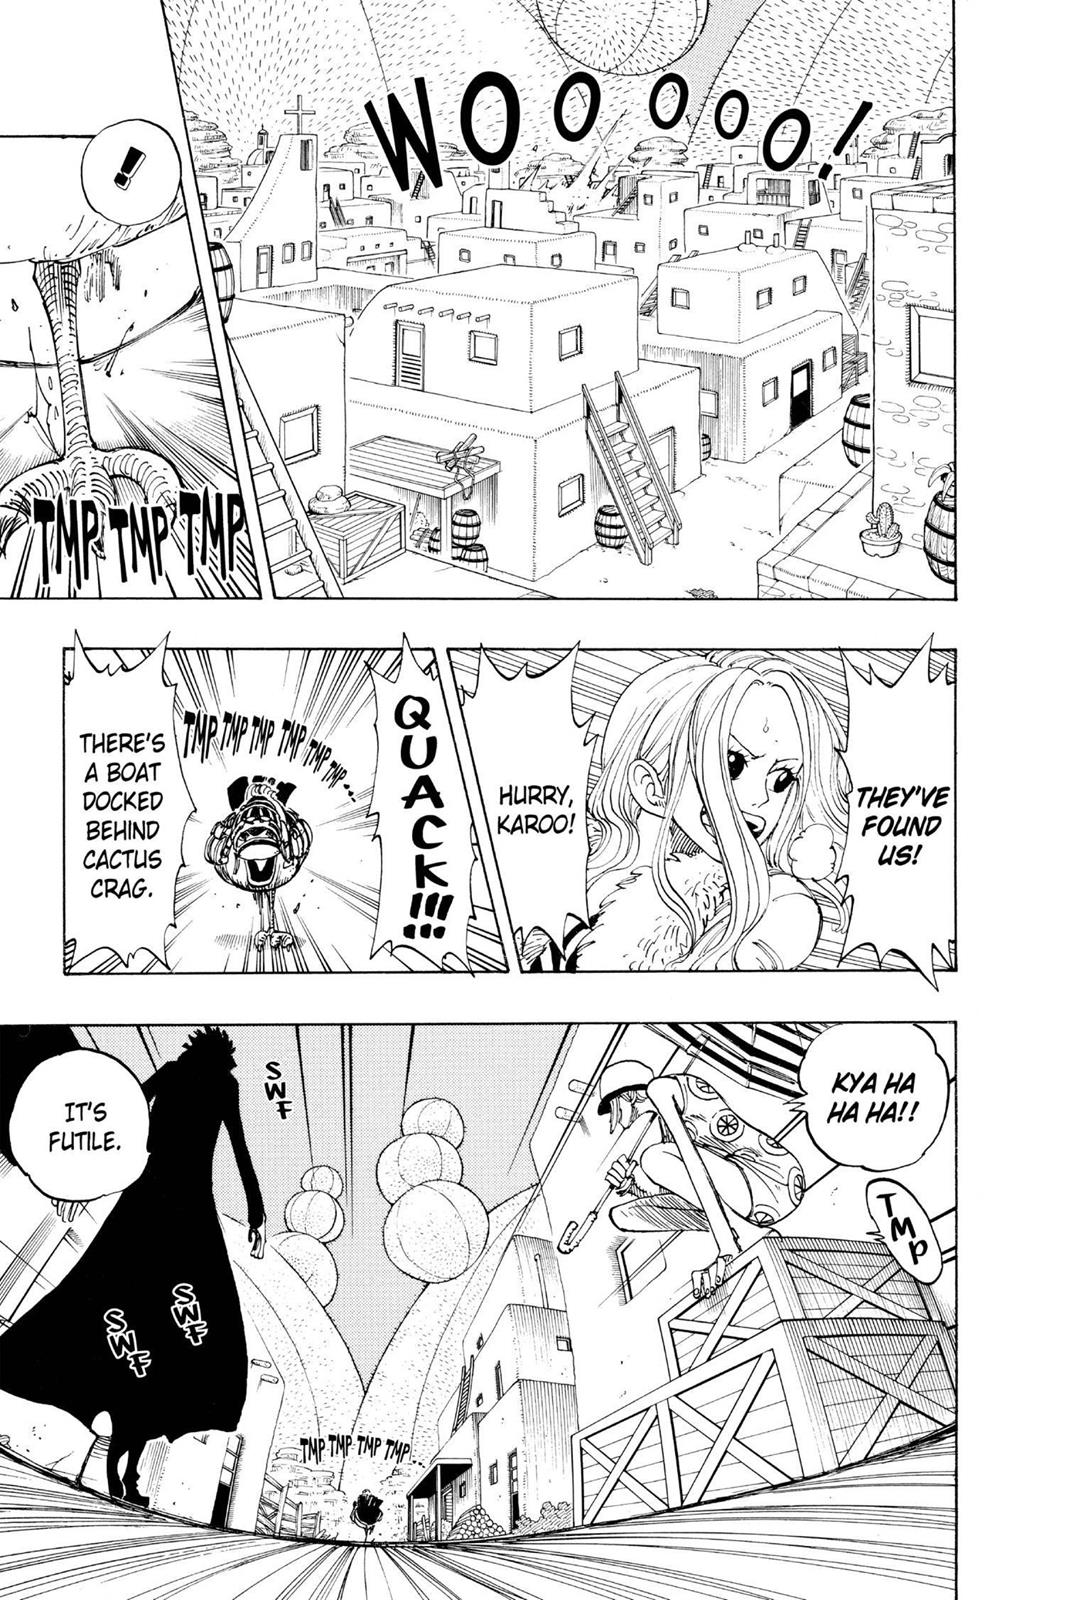 WOOOOOO!
!
TMP TMP TMP
THEY'VE
FOUND
US!
HURRY,
KAROO!
QUACK!!!
TMP TMP TMP TMP TMP TMP...
THERE'S
A BOAT
DOCKED
BEHIND
CACTUS
CRAG.
KYA HA
HA HA!!
TMP
SWF
IT'S
FUTILE.
SWF
SWF
TMP TMP TMP TMP...